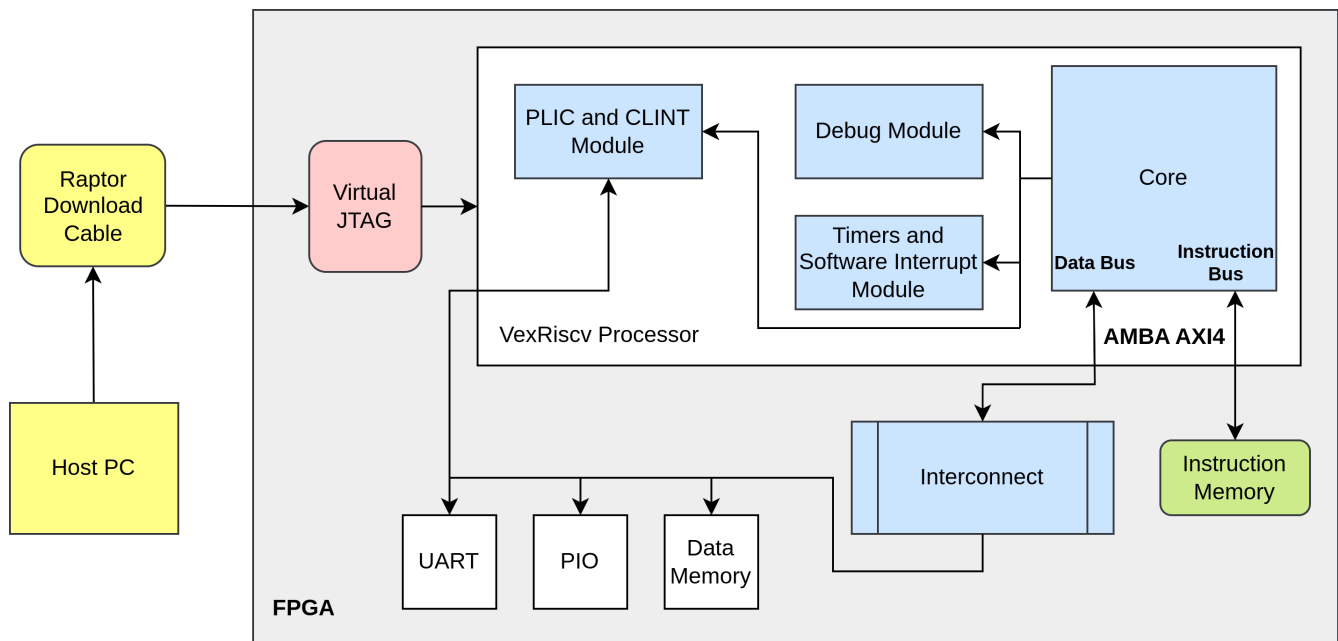 PLIC and CLINT
Module
Debug Module
Core
Raptor
Download
Cable
Virtual
JTAG
Timers and
Software Interrupt
Module
Data Bus
Instruction
Bus
VexRiscv Processor
AMBA AXI4
Host PC
Interconnect
Instruction
Memory
UART
PIO
Data
Memory
FPGA